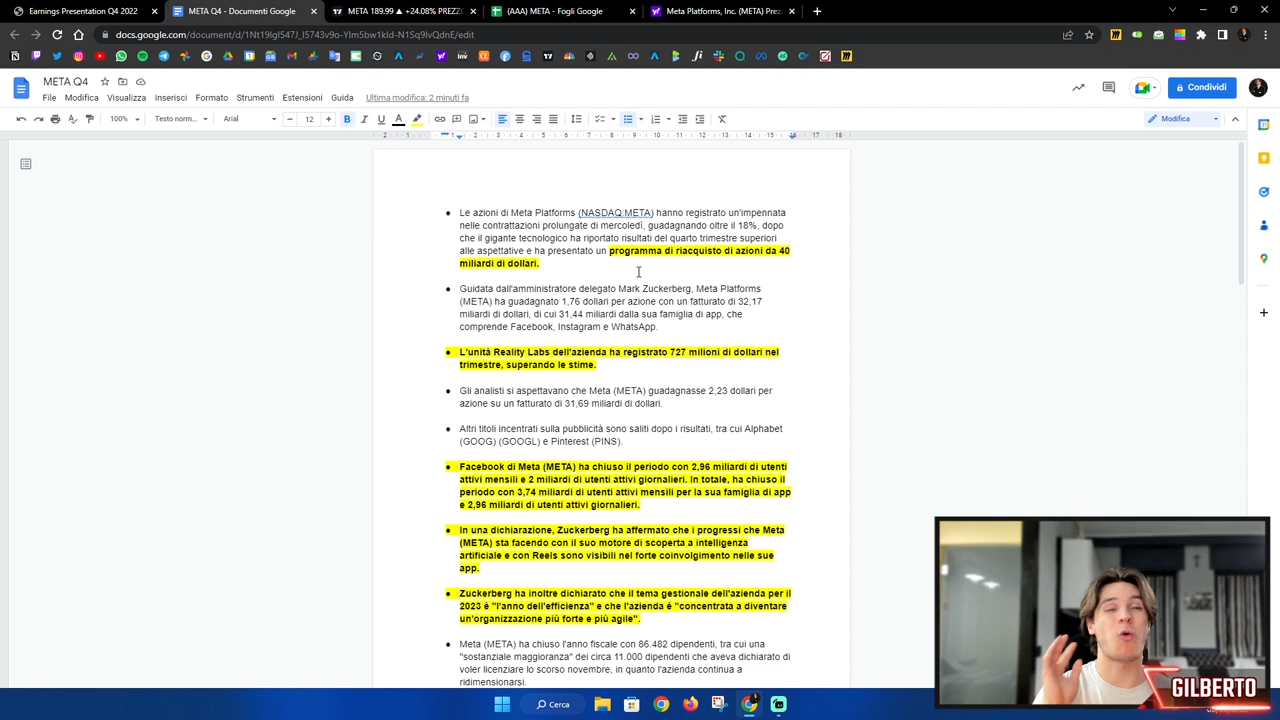 Earnings Presentation Q4 2022
META Q4 - Documenti Google
META 189.99 ▲ +24.08% PREZZO
(AAA) META - Fogli Google
Meta Platforms, Inc. (META) Prez
META Q4
File Modifica Visualizza Inserisci Formato Strumenti Estensioni Guida Ultima modifica: 2 minuti fa
Condividi
100% Testo norm... Arial 12
Modifica
Le azioni di Meta Platforms (NASDAQ:META) hanno registrato un'impennata
nelle contrattazioni prolungate di mercoledì, guadagnando oltre il 18%, dopo
che il gigante tecnologico ha riportato risultati del quarto trimestre superiori
alle aspettative e ha presentato un programma di riacquisto di azioni da 40
miliardi di dollari.
Guidata dall'amministratore delegato Mark Zuckerberg, Meta Platforms
(META) ha guadagnato 1,76 dollari per azione con un fatturato di 32,17
miliardi di dollari, di cui 31,44 miliardi dalla sua famiglia di app, che
comprende Facebook, Instagram e WhatsApp.
L'unità Reality Labs dell'azienda ha registrato 727 milioni di dollari nel
trimestre, superando le stime.
Gli analisti si aspettavano che Meta (META) guadagnasse 2,23 dollari per
azione su un fatturato di 31,69 miliardi di dollari.
Altri titoli incentrati sulla pubblicità sono saliti dopo i risultati, tra cui Alphabet
(GOOG) (GOOGL) e Pinterest (PINS).
Facebook di Meta (META) ha chiuso il periodo con 2,96 miliardi di utenti
attivi mensili e 2 miliardi di utenti attivi giornalieri. In totale, ha chiuso il
periodo con 3,74 miliardi di utenti attivi mensili per la sua famiglia di app
e 2,96 miliardi di utenti attivi giornalieri.
In una dichiarazione, Zuckerberg ha affermato che i progressi che Meta
(META) sta facendo con il suo motore di scoperta a intelligenza
artificiale e con Reels sono visibili nel forte coinvolgimento nelle sue
app.
Zuckerberg ha inoltre dichiarato che il tema gestionale dell'azienda per il
2023 è "l'anno dell'efficienza" e che l'azienda è "concentrata a diventare
un'organizzazione più forte e più agile".
Meta (META) ha chiuso l'anno fiscale con 86.482 dipendenti, tra cui una
"sostanziale maggioranza" dei circa 11.000 dipendenti che aveva dichiarato di
voler licenziare lo scorso novembre, in quanto l'azienda continua a
ridimensionarsi.
GILBERTO
Cerca